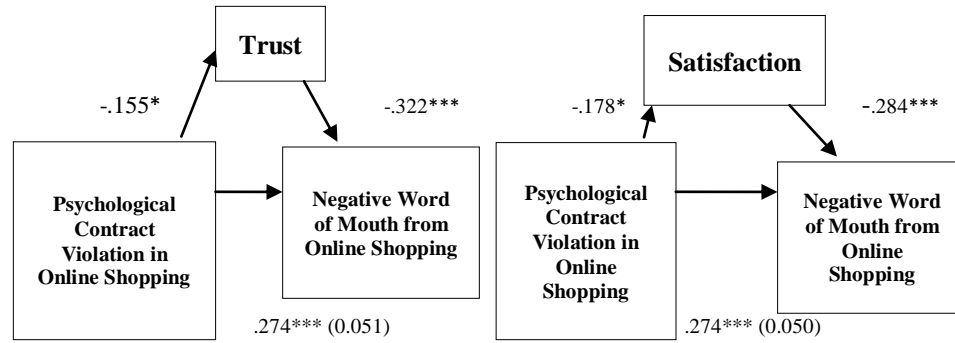 Trust
-.155*
-.322***
Psychological
Contract
Violation in
Online Shopping
Negative Word
of Mouth from
Online Shopping
.274*** (0.051)
Satisfaction
-.178*
-.284***
Psychological
Contract
Violation in
Online
Shopping
Negative Word
of Mouth from
Online
Shopping
.274*** (0.050)